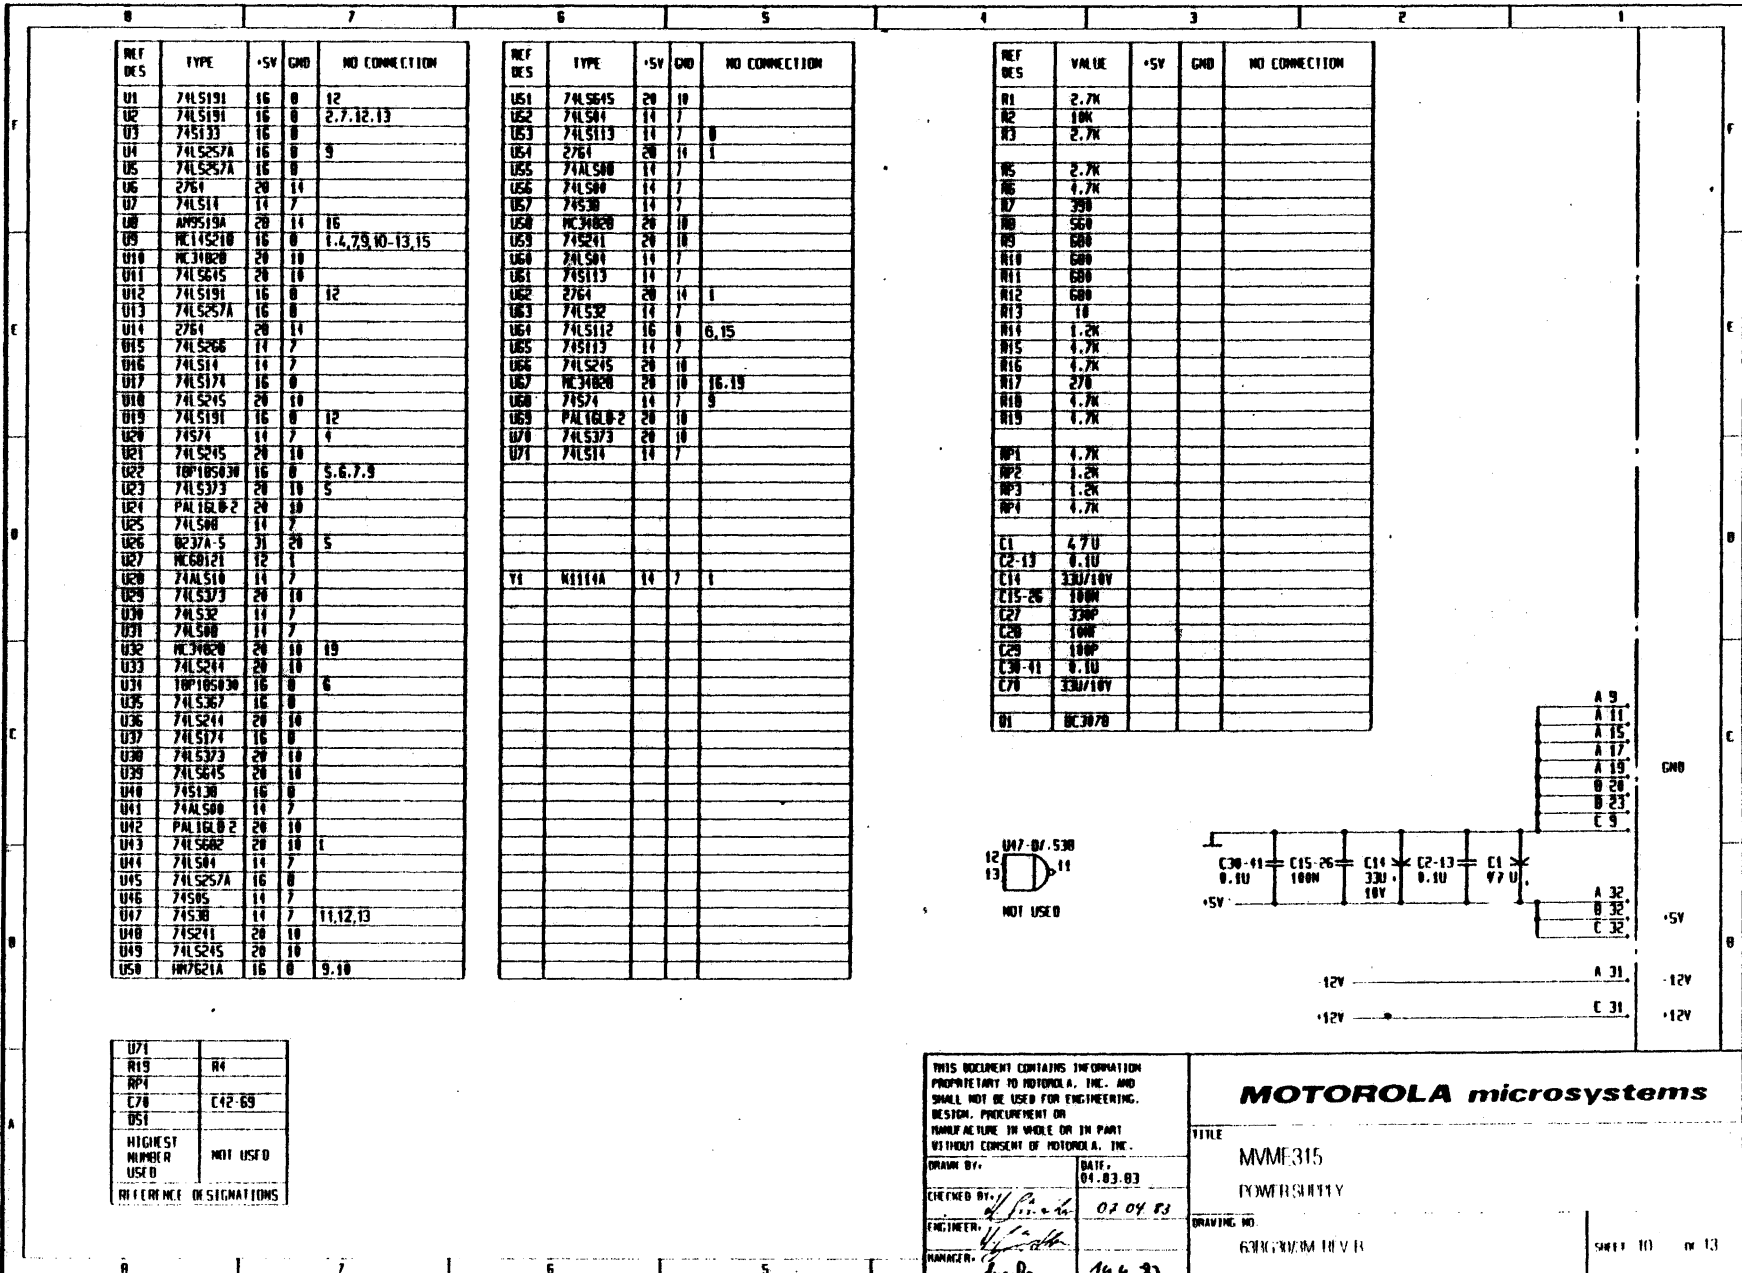 8 7 6 5 4 3 2 1
REF DES TYPE +5V GND NO CONNECTION
U1 74LS191 16 8 12
U2 74LS191 16 8 2.7.12.13
U3 74S133 16 8
U4 74LS257A 16 8 9
U5 74LS257A 16 8
U6 2764 28 14
U7 74LS14 14 7
U8 AM9519A 28 14 16
U9 MC14521B 16 8 1.4,7,9,10-13,15
U10 MC3482B 20 10
U11 74LS645 20 10
U12 74LS191 16 8 12
U13 74LS257A 16 8
U14 2764 28 14
U15 74LS266 14 7
U16 74LS14 14 7
U17 74LS174 16 8
U18 74LS245 20 10
U19 74LS191 16 8 12
U20 74S74 14 7 4
U21 74LS245 20 10
U22 TBP18S030 16 8 5.6.7.9
U23 74LS373 20 10 5
U24 PAL16L8-2 20 10
U25 74LS08 14 7
U26 8237A-5 31 20 5
U27 MC68121 12 1
U28 74ALS10 14 7
U29 74LS373 20 10
U30 74LS32 14 7
U31 74LS08 14 7
U32 MC3482B 20 10 19
U33 74LS244 20 10
U34 TBP18S030 16 8 6
U35 74LS367 16 8
U36 74LS244 20 10
U37 74LS174 16 8
U38 74LS373 20 10
U39 74LS645 20 10
U40 74S138 16 8
U41 74ALS00 14 7
U42 PAL16L8-2 20 10
U43 74LS682 20 10 1
U44 74LS04 14 7
U45 74LS257A 16 8
U46 74S05 14 7
U47 74S38 14 7 11,12,13
U48 74S241 20 10
U49 74LS245 20 10
U50 HM7621A 16 8 9.10
REF DES TYPE +5V GND NO CONNECTION
U51 74LS645 20 10
U52 74LS04 14 7
U53 74LS113 14 7 8
U54 2764 28 14 1
U55 74ALS00 14 7
U56 74LS00 14 7
U57 74S38 14 7
U58 MC3482B 20 10
U59 74S241 20 10
U60 74LS04 14 7
U61 74S113 14 7
U62 2764 28 14 1
U63 74LS32 14 7
U64 74LS112 16 8 6,15
U65 74S113 14 7
U66 74LS245 20 10
U67 MC3482B 20 10 16.19
U68 74S74 14 7 9
U69 PAL16L8-2 20 10
U70 74LS373 20 10
U71 74LS14 14 7
Y1 K1114A 14 7 1
REF DES VALUE +5V GND NO CONNECTION
R1 2.7K
R2 10K
R3 2.7K
R5 2.7K
R6 4.7K
R7 390
R8 560
R9 680
R10 680
R11 680
R12 680
R13 10
R14 1.2K
R15 4.7K
R16 4.7K
R17 270
R18 4.7K
R19 4.7K
RP1 4.7K
RP2 1.2K
RP3 1.2K
RP4 4.7K
C1 47U
C2-13 0.1U
C14 33U/10V
C15-26 100N
C27 330P
C28 10NF
C29 100P
C30-41 0.1U
C70 33U/10V
BC307B
A 9
A 11
A 15
A 17
A 19 GND
B 20
B 23
C 9
12 13 11
NOT USED
C30-41 0.1U
C15-26 100N
C14 33U 10V
C2-13 0.1U
C1 47 U
+5V
A 32
B 32 +5V
C 32
-12V A 31 -12V
+12V C 31 +12V
U71
R19 R4
RP4
C70 C42-69
DS1
HIGHEST NUMBER USED NOT USED
REFERENCE DESIGNATIONS
THIS DOCUMENT CONTAINS INFORMATION
PROPRIETARY TO MOTOROLA, INC. AND
SHALL NOT BE USED FOR ENGINEERING.
DESIGN. PROCUREMENT OR
MANUFACTURE IN WHOLE OR IN PART
WITHOUT CONSENT OF MOTOROLA, INC.
MOTOROLA microsystems
TITLE
MVME315
POWER SUPPLY
DRAWN BY: DATE: 04.03.83
CHECKED BY:
ENGINEER:
MANAGER:
DRAWING NO.
REV B
SHEET 10 OF 13
8 7 6 5